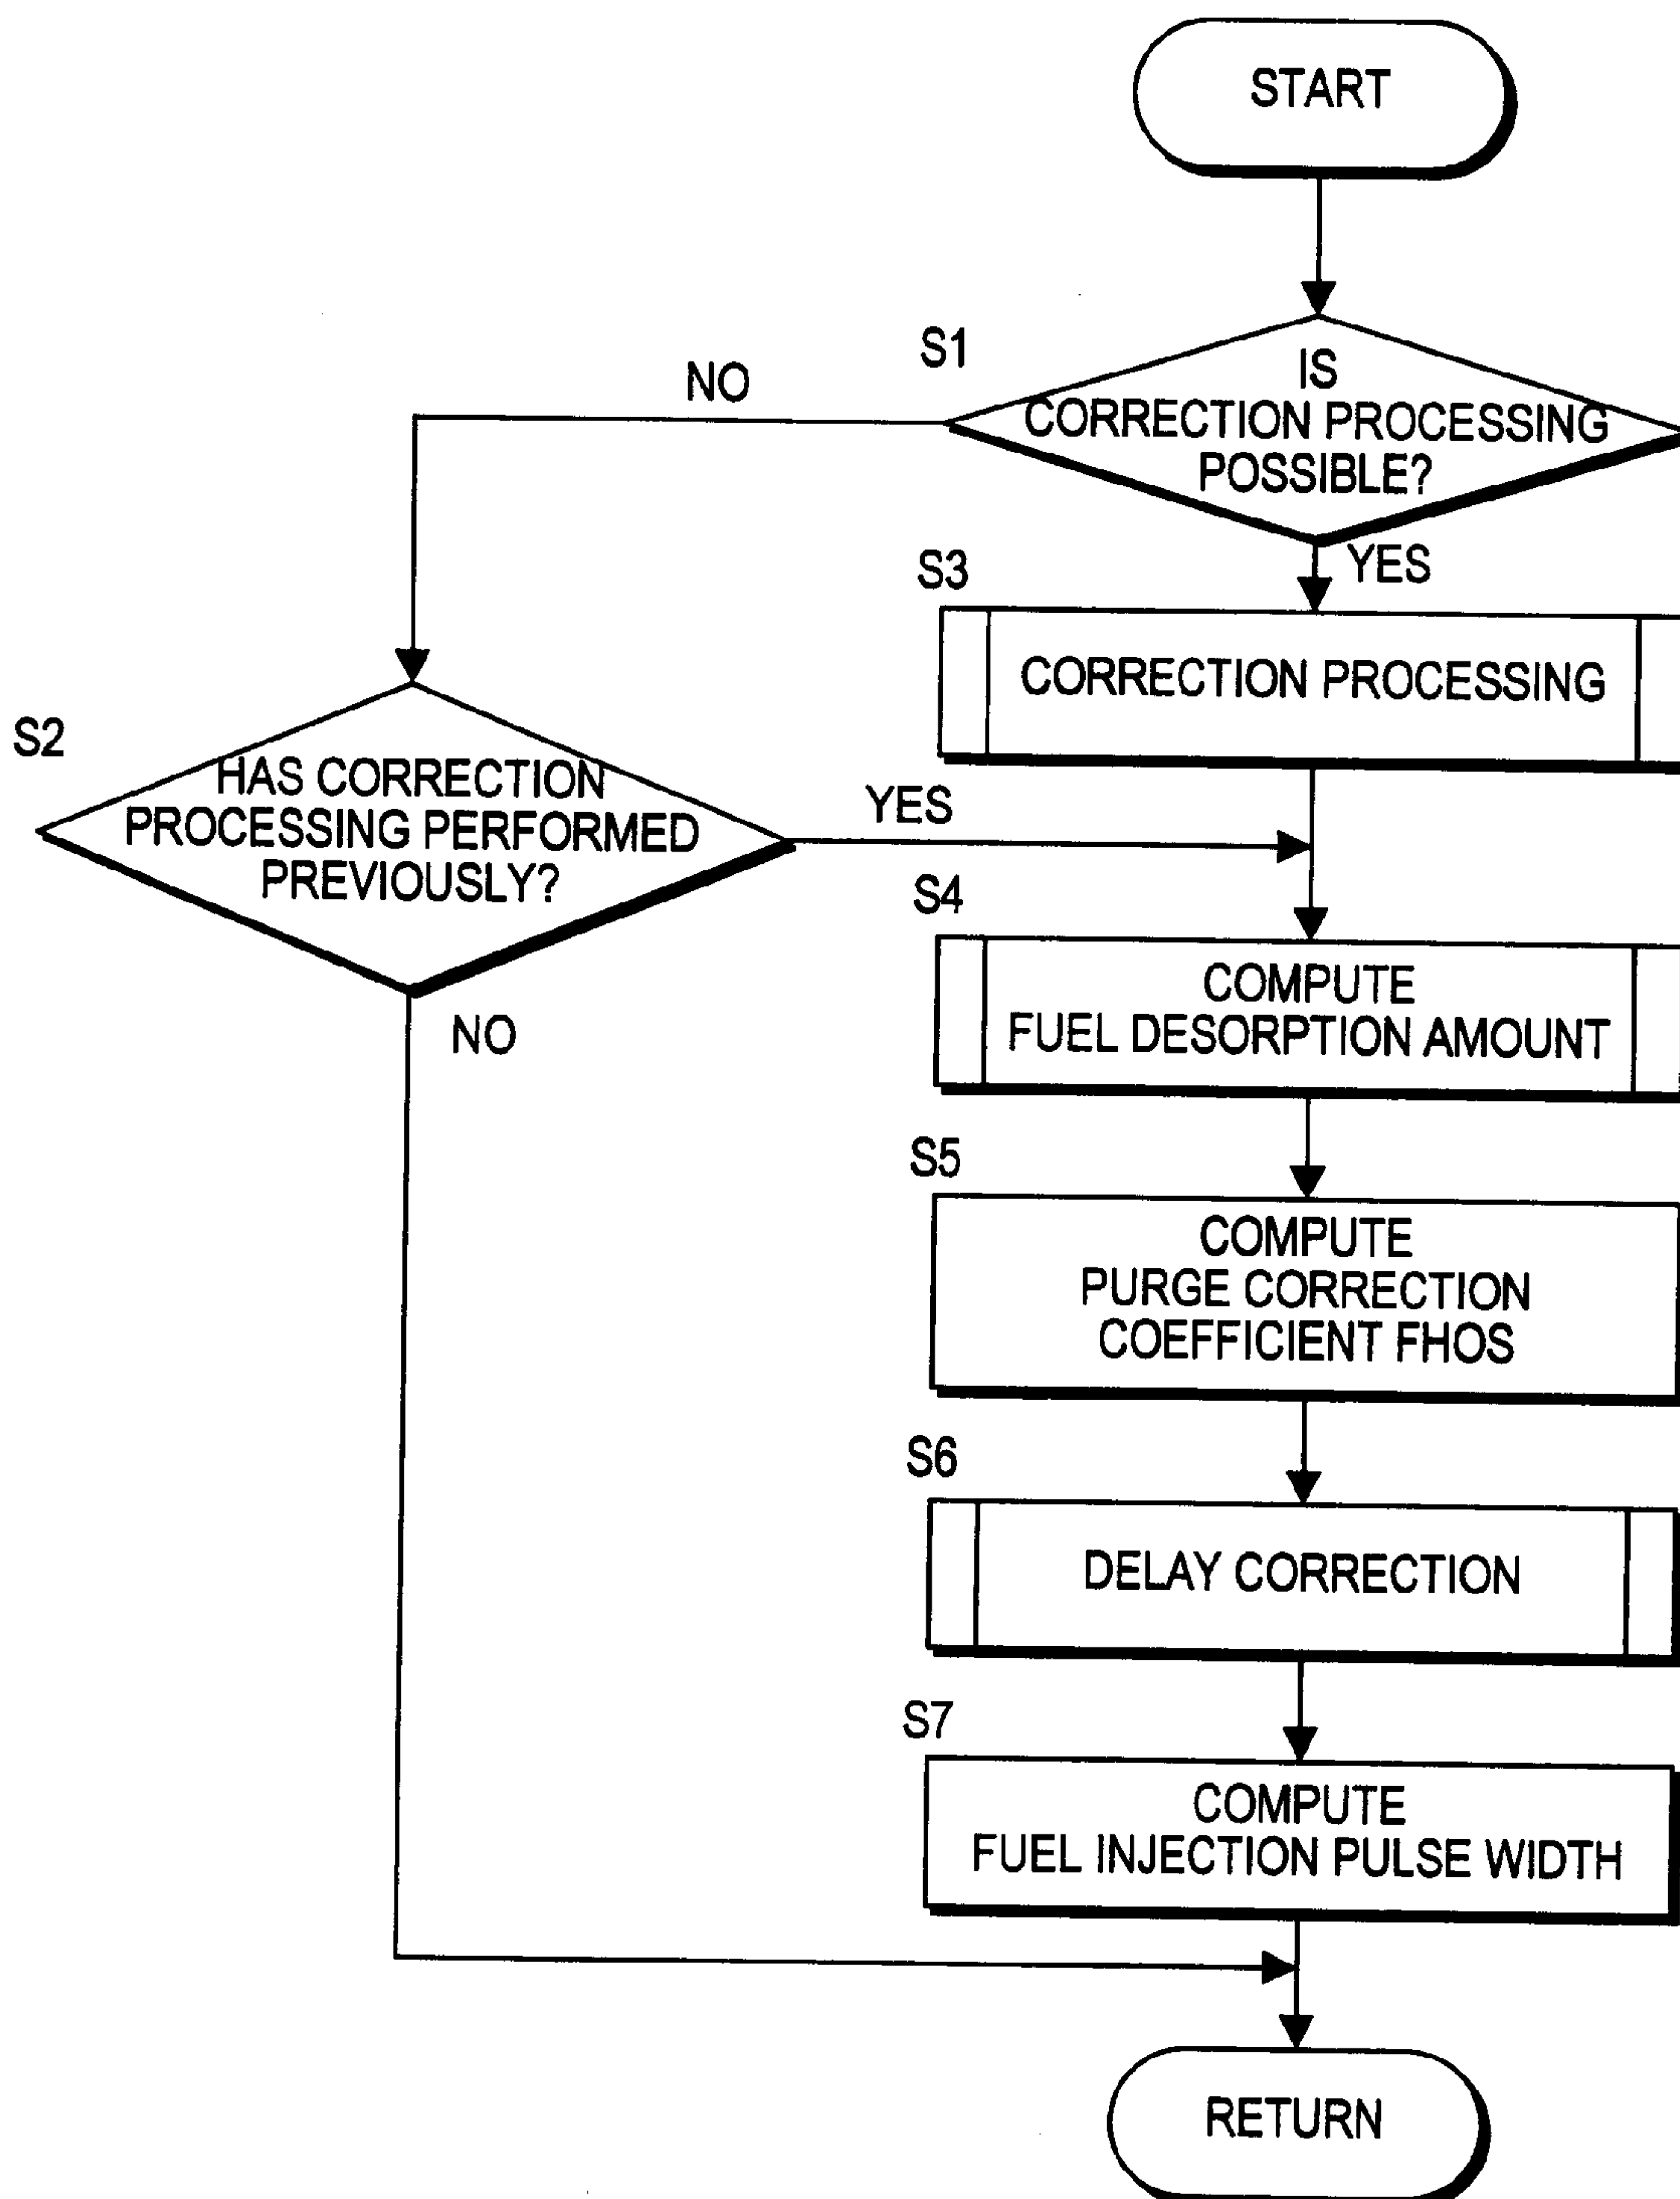 START
S1
IS
CORRECTION PROCESSING
POSSIBLE?
NO
YES
S3
CORRECTION PROCESSING
S2
HAS CORRECTION
PROCESSING PERFORMED
PREVIOUSLY?
YES
NO
S4
COMPUTE
FUEL DESORPTION AMOUNT
S5
COMPUTE
PURGE CORRECTION
COEFFICIENT FHOS
S6
DELAY CORRECTION
S7
COMPUTE
FUEL INJECTION PULSE WIDTH
RETURN